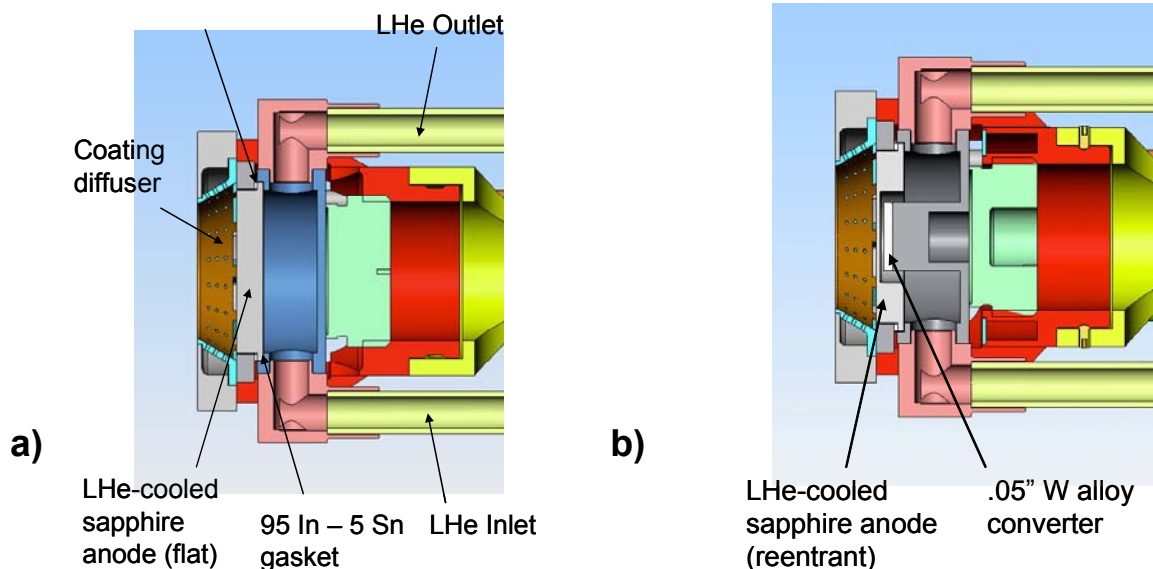 LHe Outlet
Coating
diffuser
a)
LHe-cooled
sapphire
anode (flat)
95 In – 5 Sn
gasket
LHe Inlet
b)
LHe-cooled
sapphire anode
(reentrant)
.05” W alloy
converter